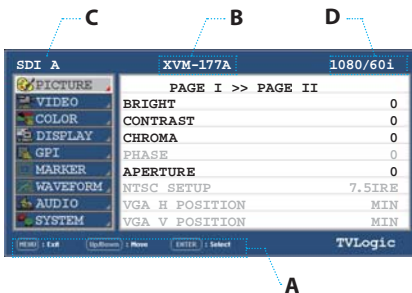 C B D
SDI A XVM-177A 1080/60i
PICTURE PAGE I >> PAGE II
VIDEO BRIGHT 0
COLOR CONTRAST 0
DISPLAY CHROMA 0
GPI PHASE 0
MARKER APERTURE 0
WAVEFORM NTSC SETUP 7.5IRE
AUDIO VGA H POSITION MIN
SYSTEM VGA V POSITION MIN
MENU : Exit Up/Down : Move ENTER : Select TVLogic
A